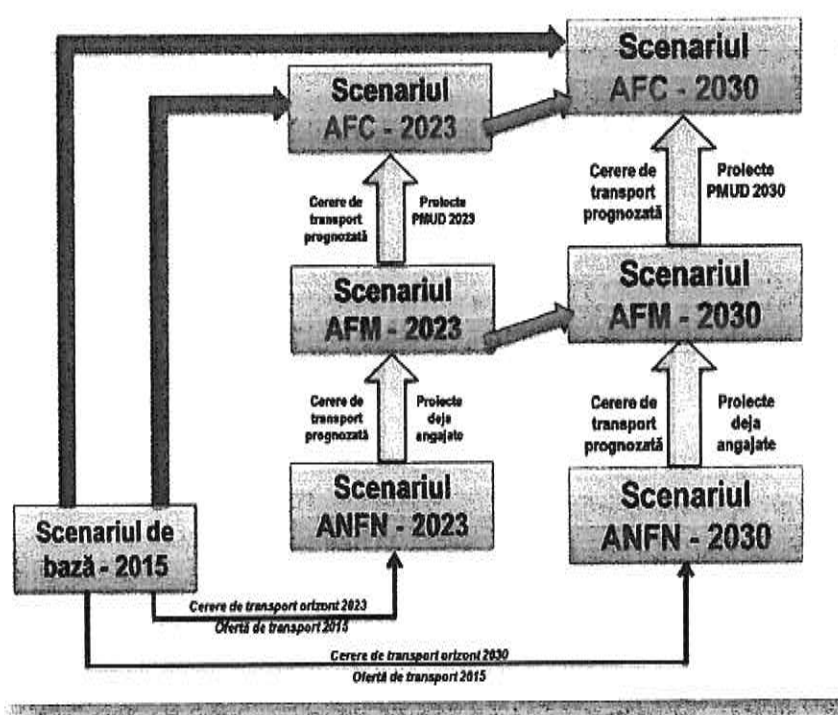 Scenariul
AFC - 2030
Scenariul
AFC - 2023
Cerere de
transport
prognozată
Proiecte
PMUD 2023
Cerere de
transport
prognozată
Proiecte
PMUD 2030
Scenariul
AFM - 2023
Scenariul
AFM - 2030
Cerere de
transport
prognozată
Proiecte
deja
angajate
Cerere de
transport
prognozată
Proiecte
deja
angajate
Scenariul
ANFN - 2023
Scenariul
ANFN - 2030
Scenariul de
bază - 2015
Cerere de transport orizont 2023
Ofertă de transport 2015
Cerere de transport orizont 2030
Ofertă de transport 2015